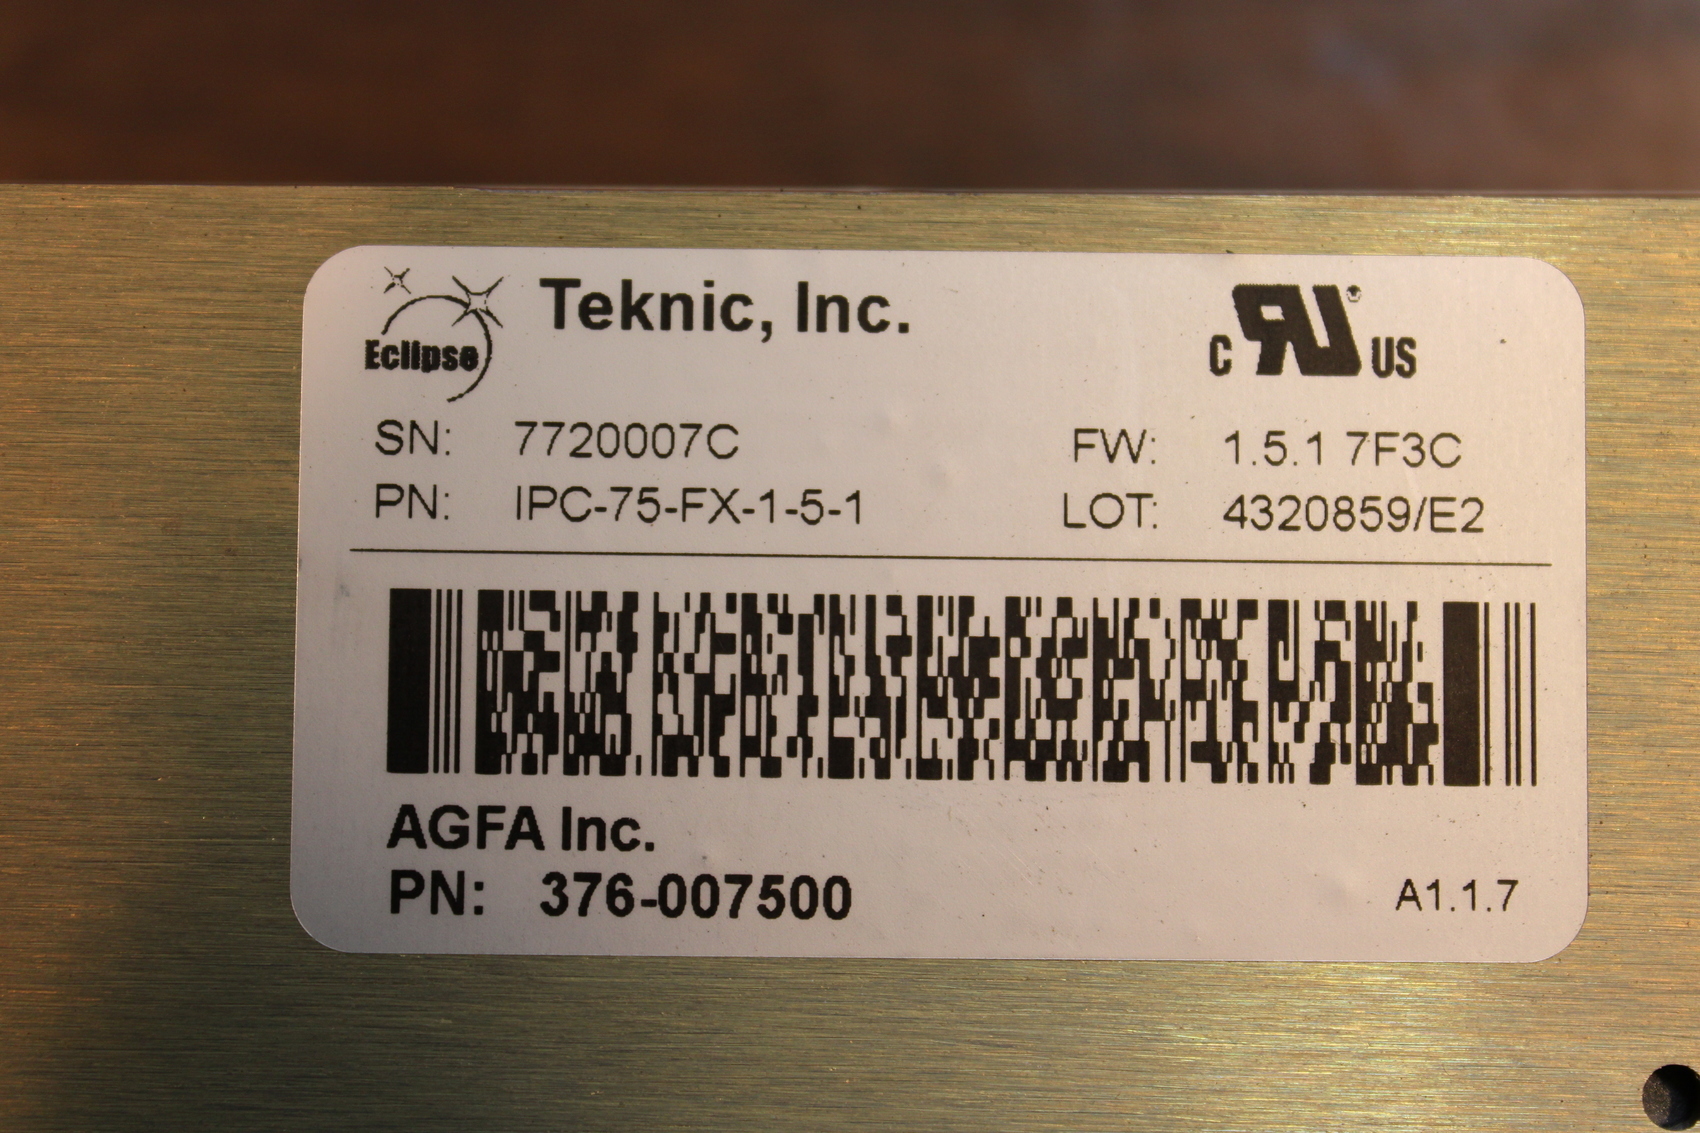 Eclipse
Teknic, Inc.
C RU ® US
SN: 7720007C
FW: 1.5.1 7F3C
PN: IPC-75-FX-1-5-1
LOT: 4320859/E2
AGFA Inc.
PN: 376-007500
A1.1.7